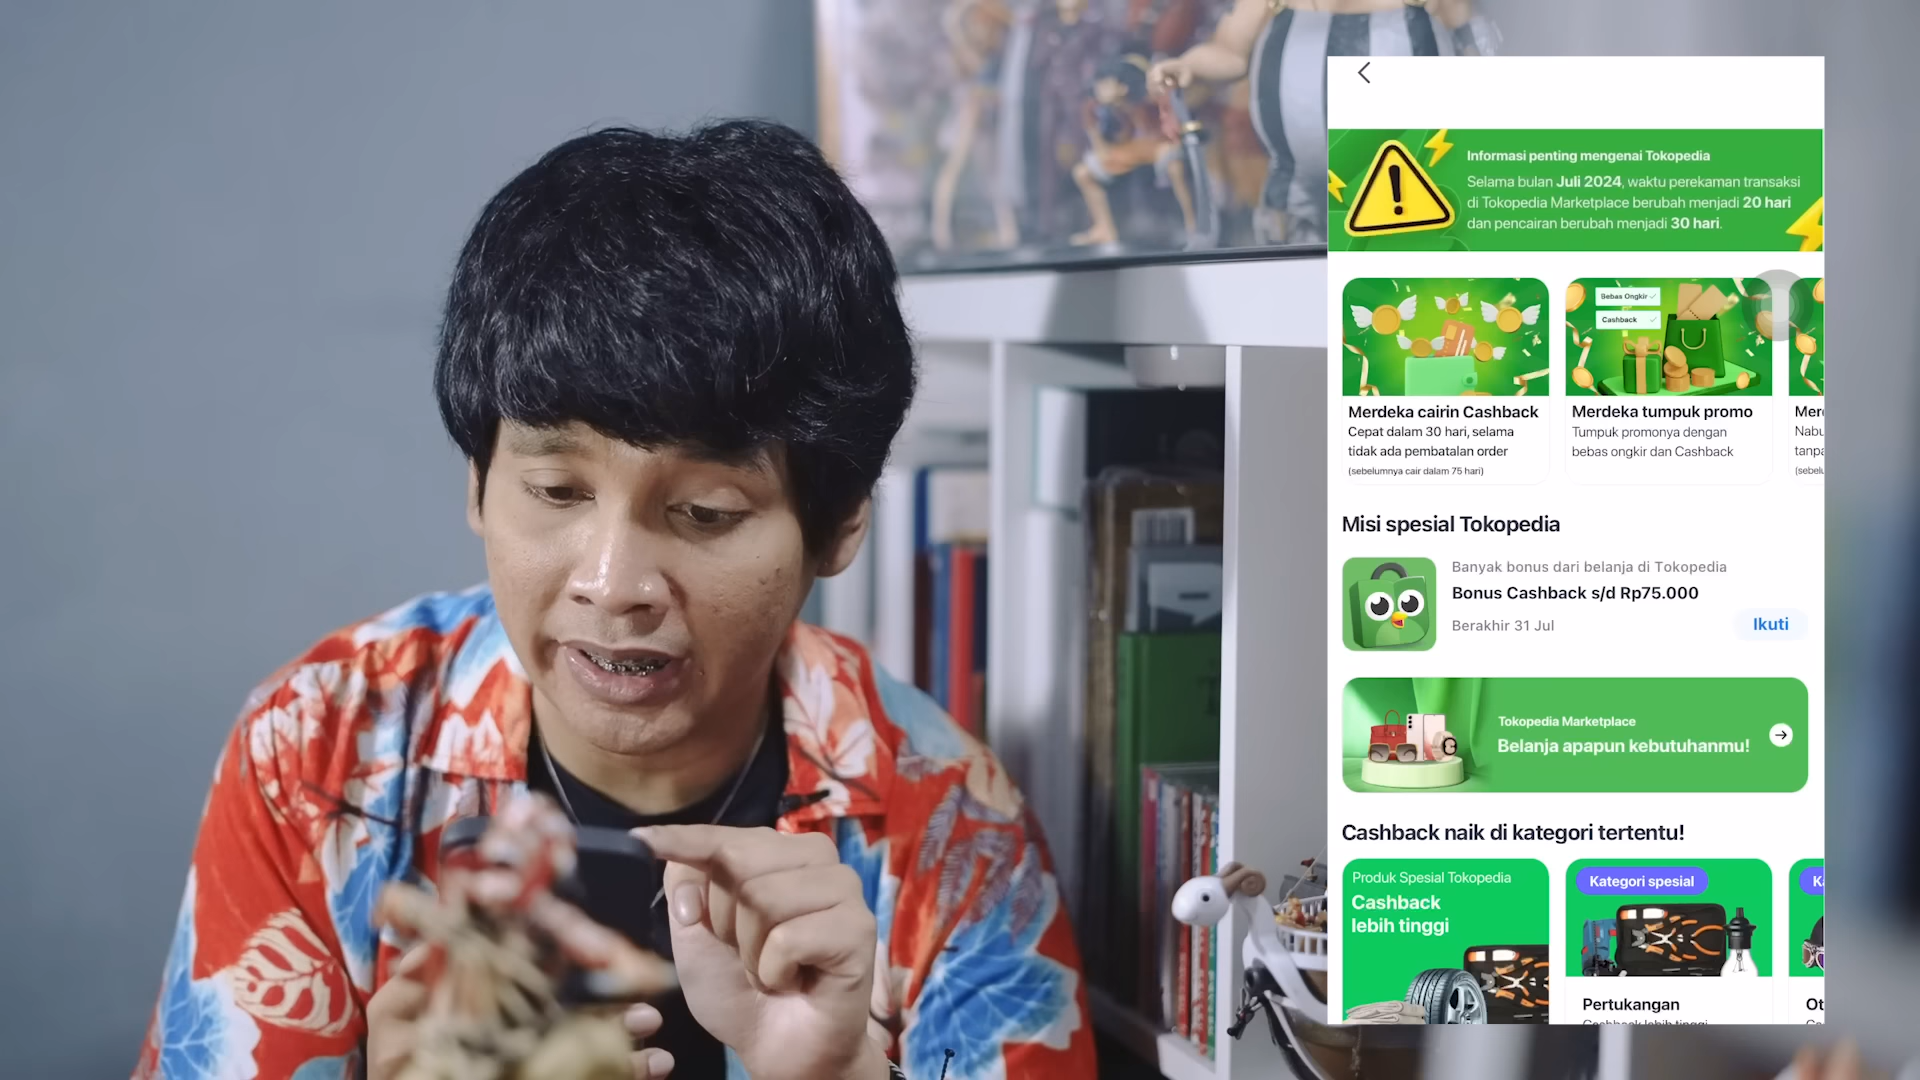 Informasi penting mengenai Tokopedia
Selama bulan Juli 2024, waktu perekaman transaksi
di Tokopedia Marketplace berubah menjadi 20 hari
dan pencairan berubah menjadi 30 hari.
Bebas Ongkir
Cashback
Merdeka cairin Cashback
Cepat dalam 30 hari, selama
tidak ada pembatalan order
(sebelumnya cair dalam 75 hari)
Merdeka tumpuk promo
Tumpuk promonya dengan
bebas ongkir dan Cashback
Misi spesial Tokopedia
Banyak bonus dari belanja di Tokopedia
Bonus Cashback s/d Rp75.000
Berakhir 31 Jul
Ikuti
Tokopedia Marketplace
Belanja apapun kebutuhanmu!
Cashback naik di kategori tertentu!
Produk Spesial Tokopedia
Cashback
lebih tinggi
Kategori spesial
Pertukangan